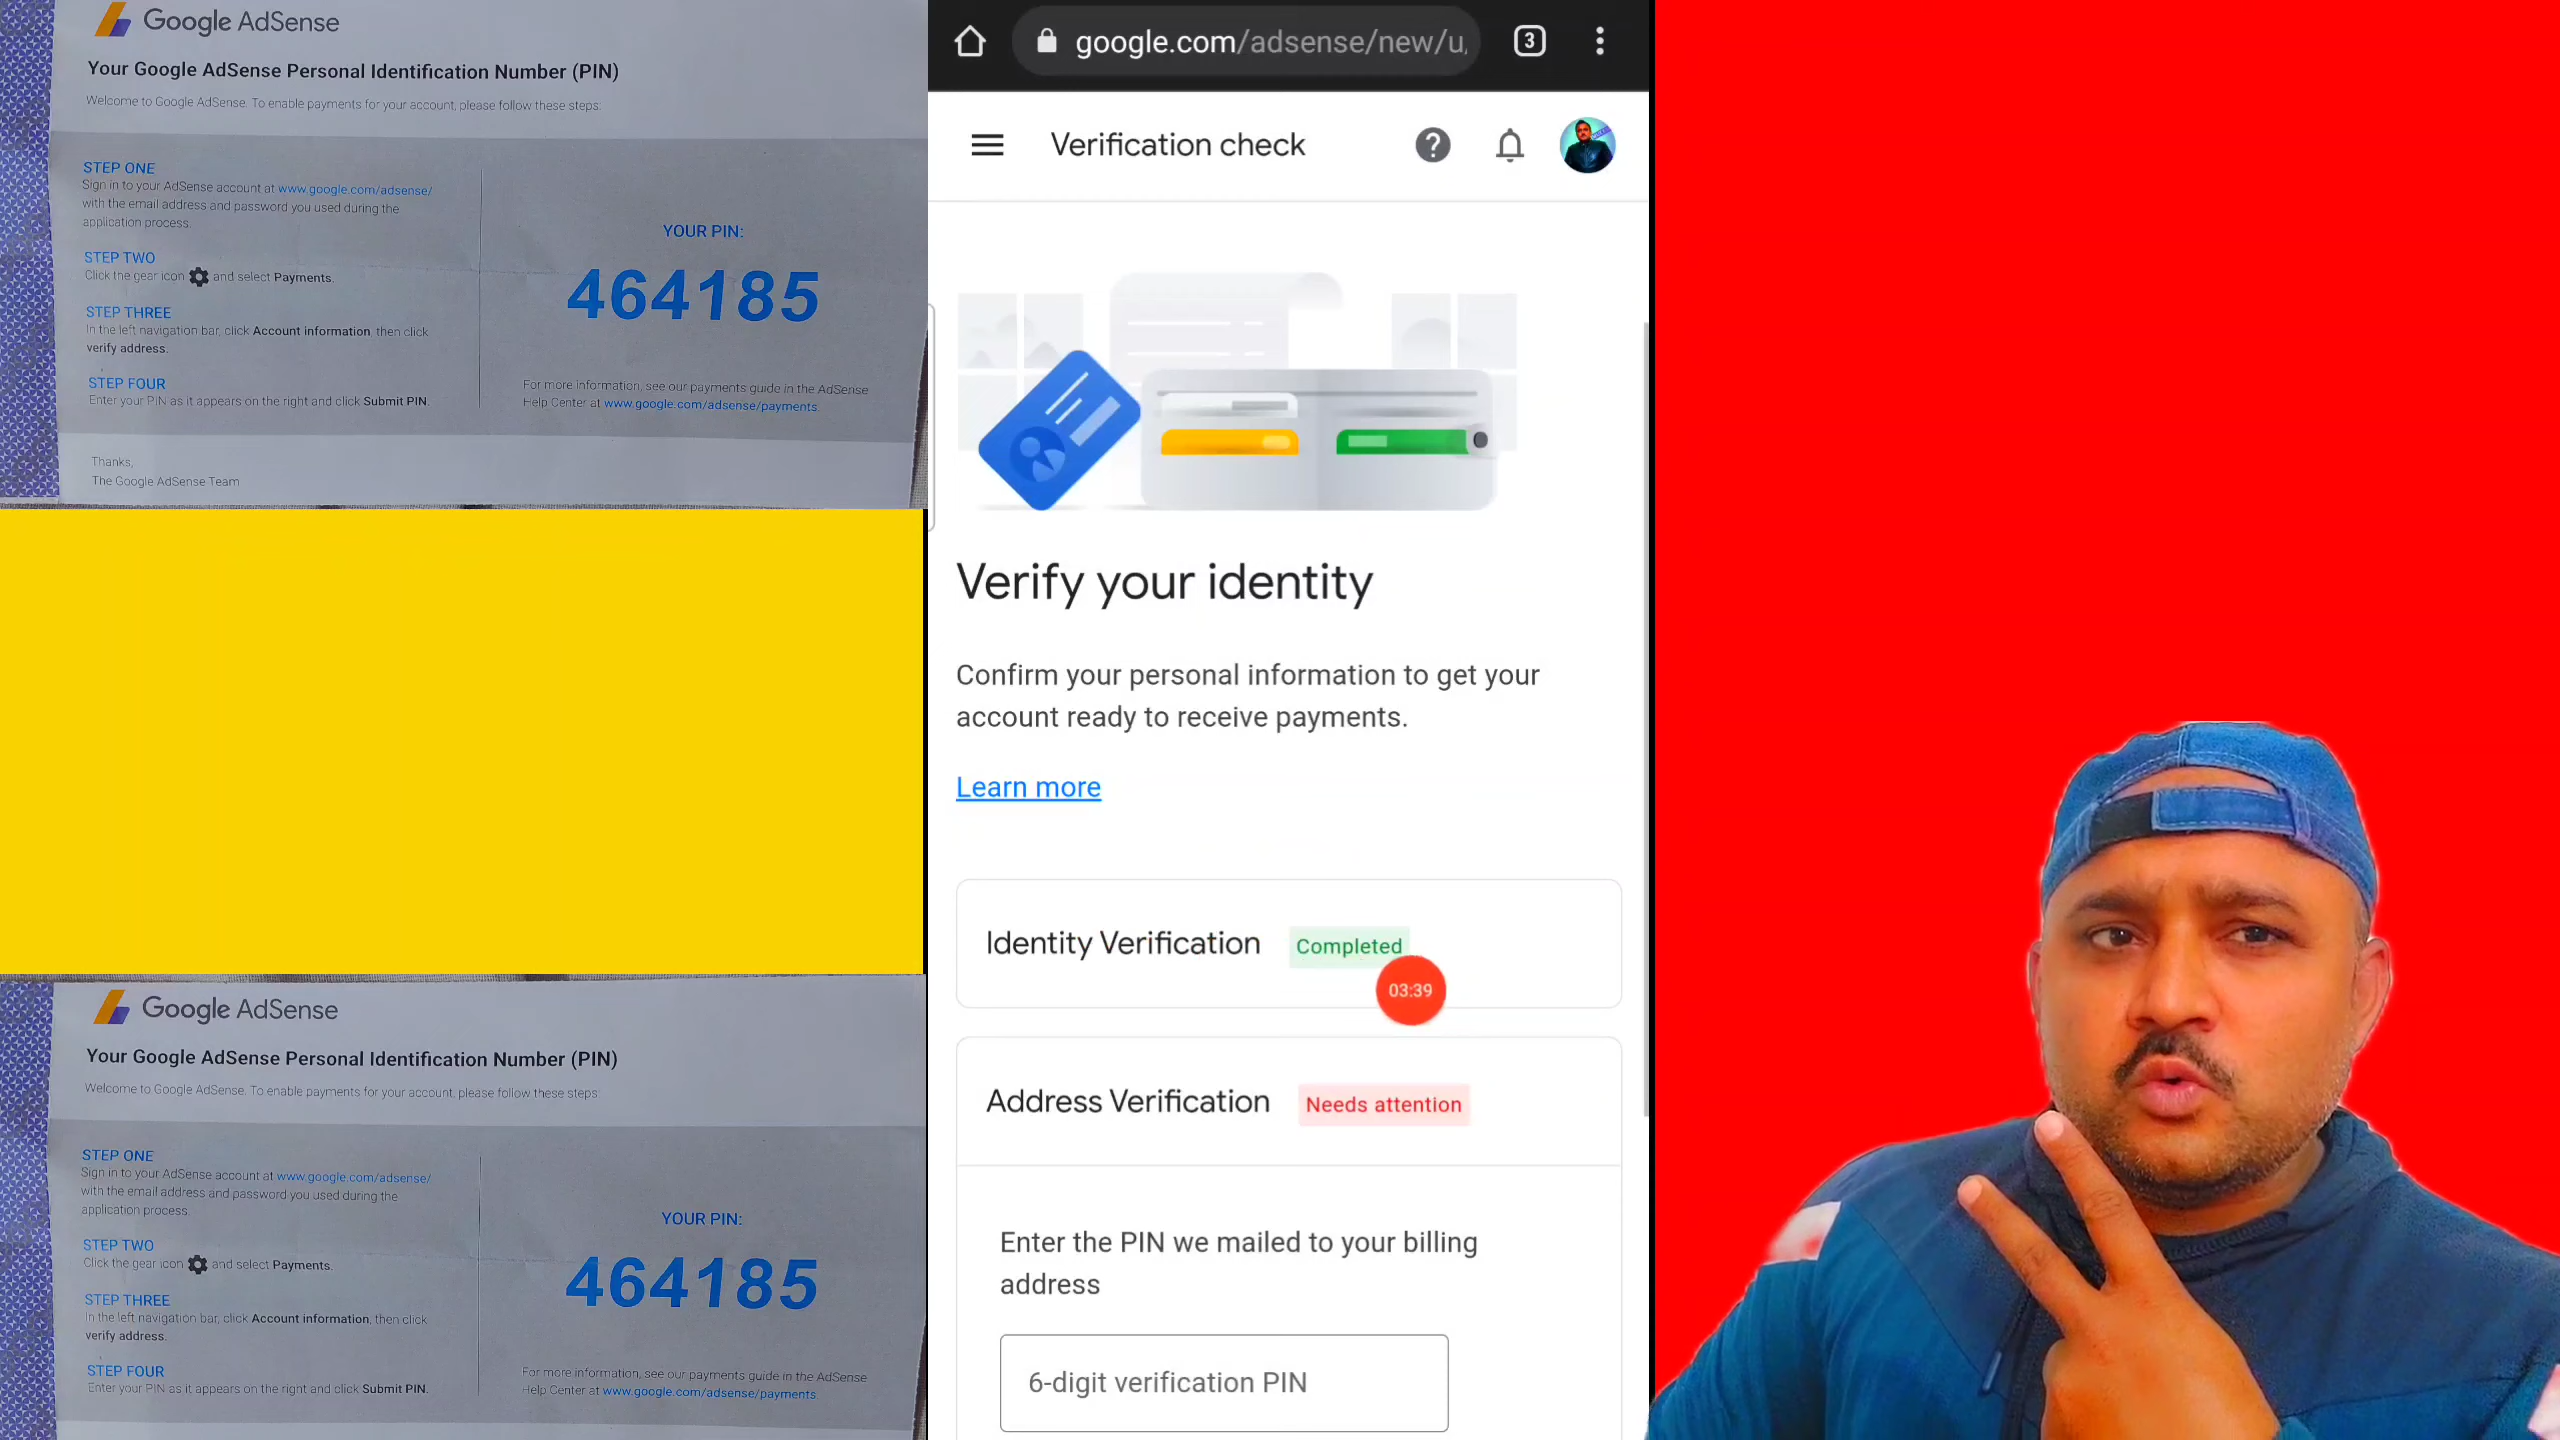 Google AdSense
Your Google AdSense Personal Identification Number (PIN)
Welcome to Google AdSense. To enable payments for your account, please follow these steps:
STEP ONE
Sign in to your AdSense account at www.google.com/adsense/
with the email address and password you used during the
application process.
STEP TWO
Click the gear icon and select Payments.
STEP THREE
In the left navigation bar, click Account information, then click
verify address.
STEP FOUR
Enter your PIN as it appears on the right and click Submit PIN.
YOUR PIN:
464185
For more information, see our payments guide in the AdSense
Help Center at www.google.com/adsense/payments.
Thanks,
The Google AdSense Team
Google AdSense
Your Google AdSense Personal Identification Number (PIN)
Welcome to Google AdSense. To enable payments for your account, please follow these steps:
STEP ONE
Sign in to your AdSense account at www.google.com/adsense/
with the email address and password you used during the
application process.
STEP TWO
Click the gear icon and select Payments.
STEP THREE
In the left navigation bar, click Account information, then click
verify address.
STEP FOUR
Enter your PIN as it appears on the right and click Submit PIN.
YOUR PIN:
464185
For more information, see our payments guide in the AdSense
Help Center at www.google.com/adsense/payments
google.com/adsense/new/u/
3
Verification check
Verify your identity
Confirm your personal information to get your
account ready to receive payments.
Learn more
Identity Verification Completed
03:39
Address Verification Needs attention
Enter the PIN we mailed to your billing
address
6-digit verification PIN